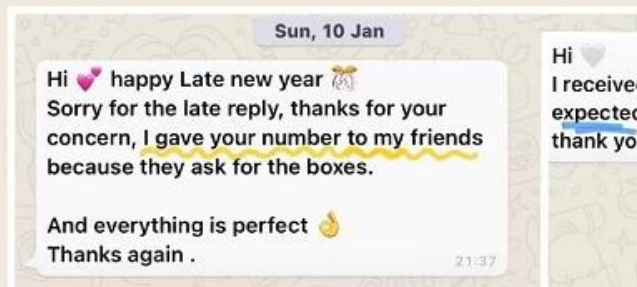 Sun, 10 Jan
Hi 💕 happy Late new year 🎊
Sorry for the late reply, thanks for your
concern, I gave your number to my friends
because they ask for the boxes.
And everything is perfect 👌
Thanks again .
21:37
Hi 🤍
I received
expected
thank yo